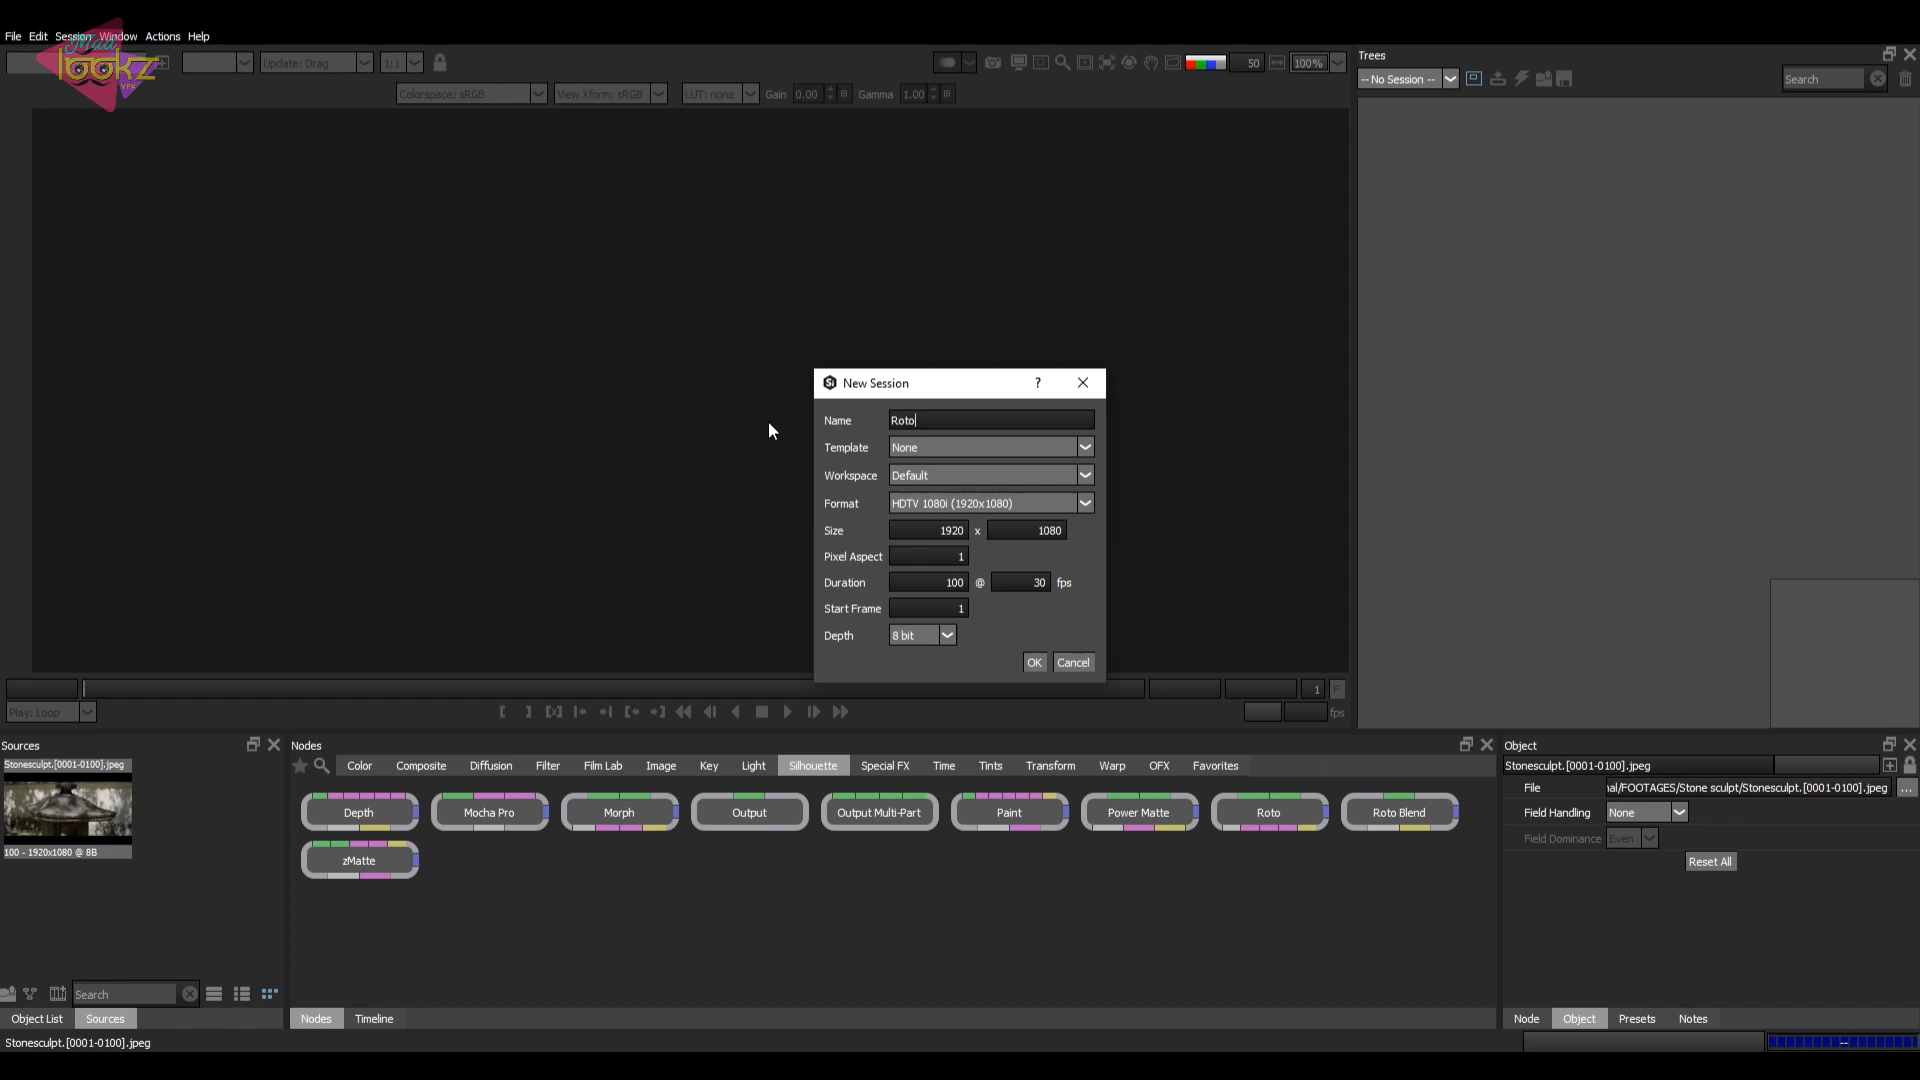 File Edit Session Window Actions Help
Mad
lookz
VFX
Update: Drag
1:1
50
100%
Colorspace: sRGB
View Xform: sRGB
LUT: none
Gain 0.00
Gamma 1.00
Trees
-- No Session --
Search
New Session
?
Name Roto
Template None
Workspace Default
Format HDTV 1080i (1920x1080)
Size 1920 x 1080
Pixel Aspect 1
Duration 100 @ 30 fps
Start Frame 1
Depth 8 bit
OK Cancel
1 F
Play: Loop
fps
Sources
Stonesculpt.[0001-0100].jpeg
100 - 1920x1080 @ 8B
Search
Object List Sources
Nodes
Color Composite Diffusion Filter Film Lab Image Key Light Silhouette Special FX Time Tints Transform Warp OFX Favorites
Depth Mocha Pro Morph Output Output Multi-Part Paint Power Matte Roto Roto Blend
zMatte
Nodes Timeline
Object
Stonesculpt.[0001-0100].jpeg
File al/FOOTAGES/Stone sculpt/Stonesculpt.[0001-0100].jpeg ...
Field Handling None
Field Dominance Even
Reset All
Node Object Presets Notes
Stonesculpt.[0001-0100].jpeg
--